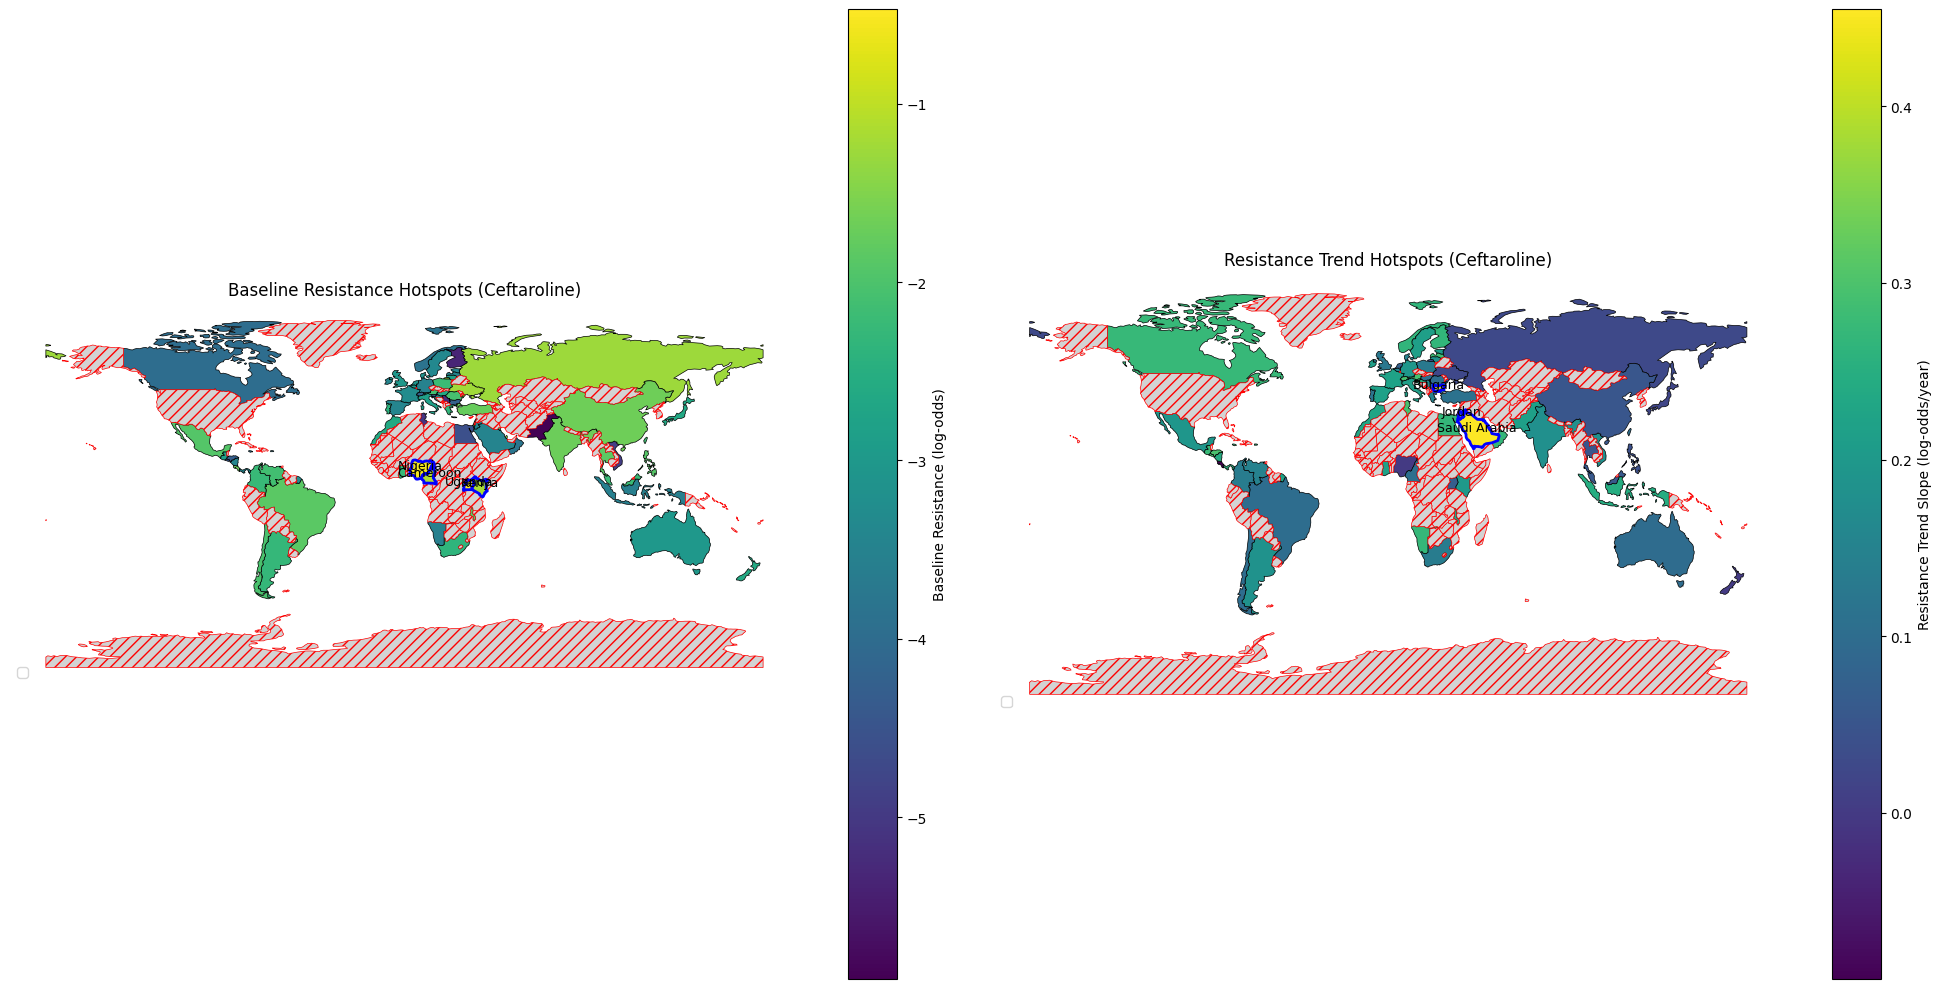 Baseline Resistance Hotspots (Ceftaroline)
Nigeria
Cameroon
Uganda
Kenya
−1
−2
−3
−4
−5
Baseline Resistance (log-odds)
Resistance Trend Hotspots (Ceftaroline)
Bulgaria
Jordan
Saudi Arabia
0.4
0.3
0.2
0.1
0.0
Resistance Trend Slope (log-odds/year)